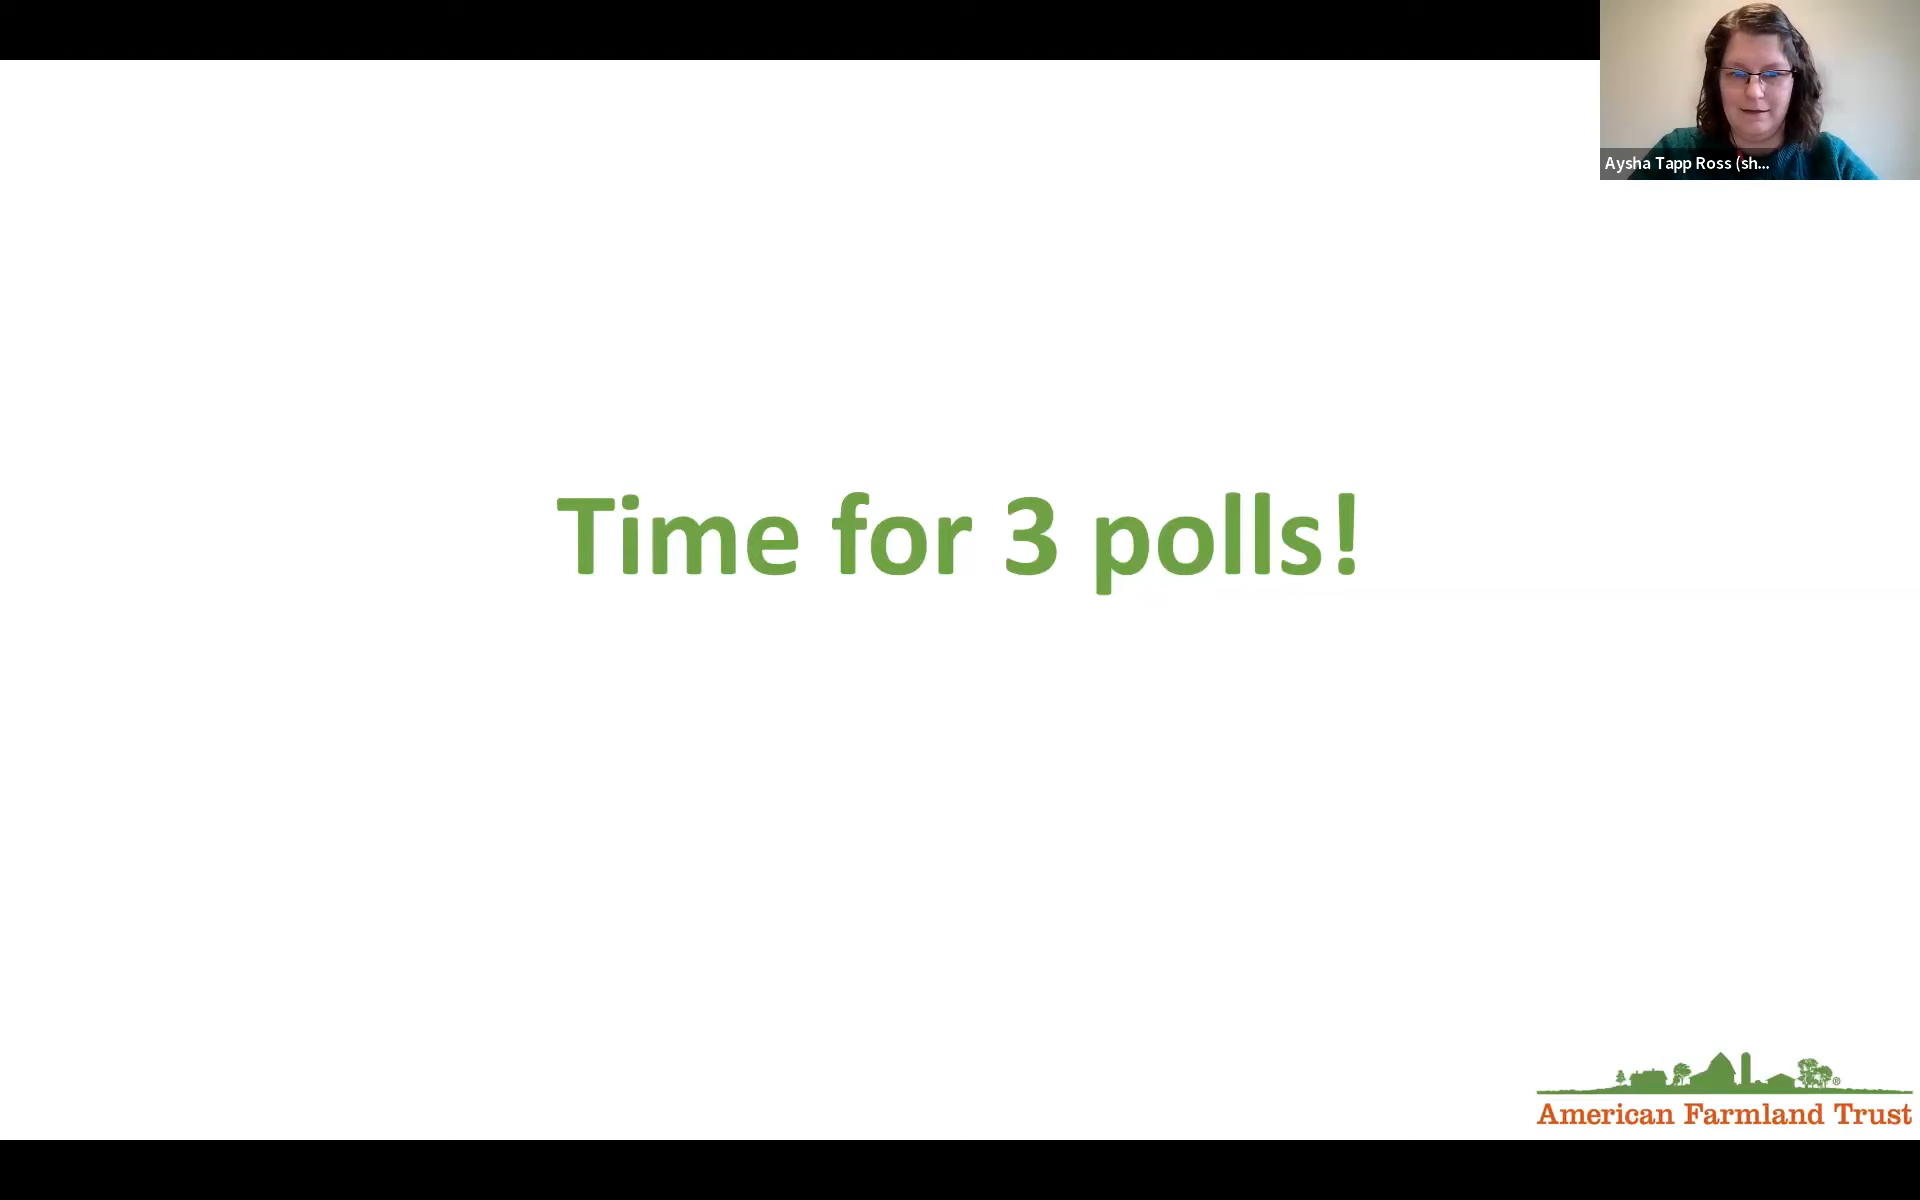 Aysha Tapp Ross (sh...
Time for 3 polls!
®
American Farmland Trust